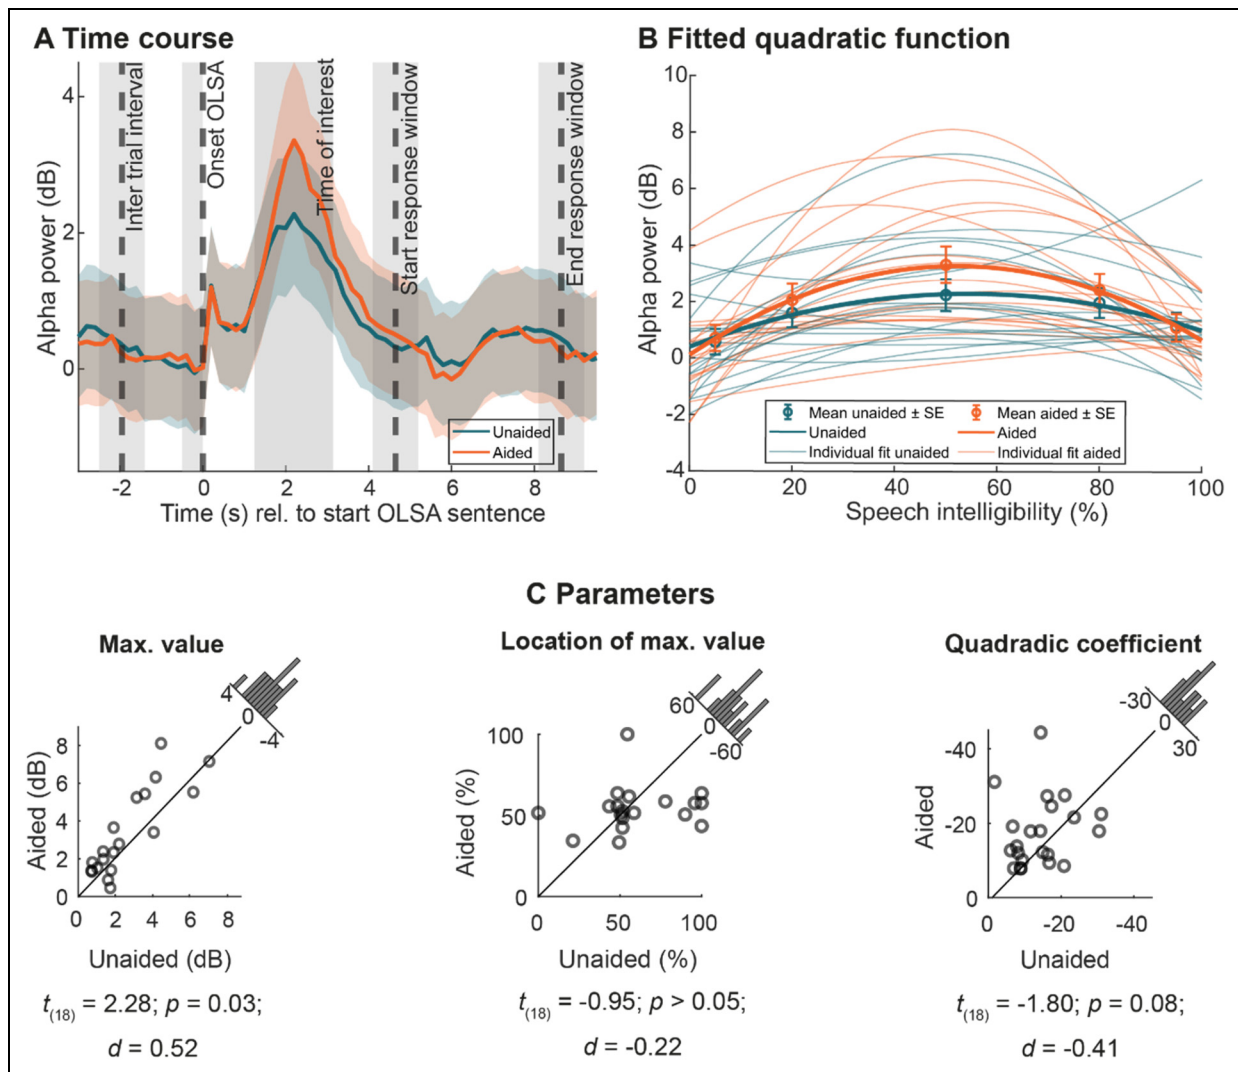 A Time course
4
2
0
Alpha power (dB)
Inter trial interval
Onset OLSA
Time of interest
Start response window
End response window
Unaided
Aided
-2 0 2 4 6 8
Time (s) rel. to start OLSA sentence
B Fitted quadratic function
10
8
6
4
2
0
-2
-4
Alpha power (dB)
Mean unaided ± SE Mean aided ± SE
Unaided Aided
Individual fit unaided Individual fit aided
0 20 40 60 80 100
Speech intelligibility (%)
C Parameters
Max. value
4
0
-4
8
6
4
2
0
Aided (dB)
0 2 4 6 8
Unaided (dB)
t(18) = 2.28; p = 0.03;
d = 0.52
Location of max. value
60
0
-60
100
50
0
Aided (%)
0 50 100
Unaided (%)
t(18) = -0.95; p > 0.05;
d = -0.22
Quadradic coefficient
-30
0
30
-40
-20
0
Aided
0 -20 -40
Unaided
t(18) = -1.80; p = 0.08;
d = -0.41